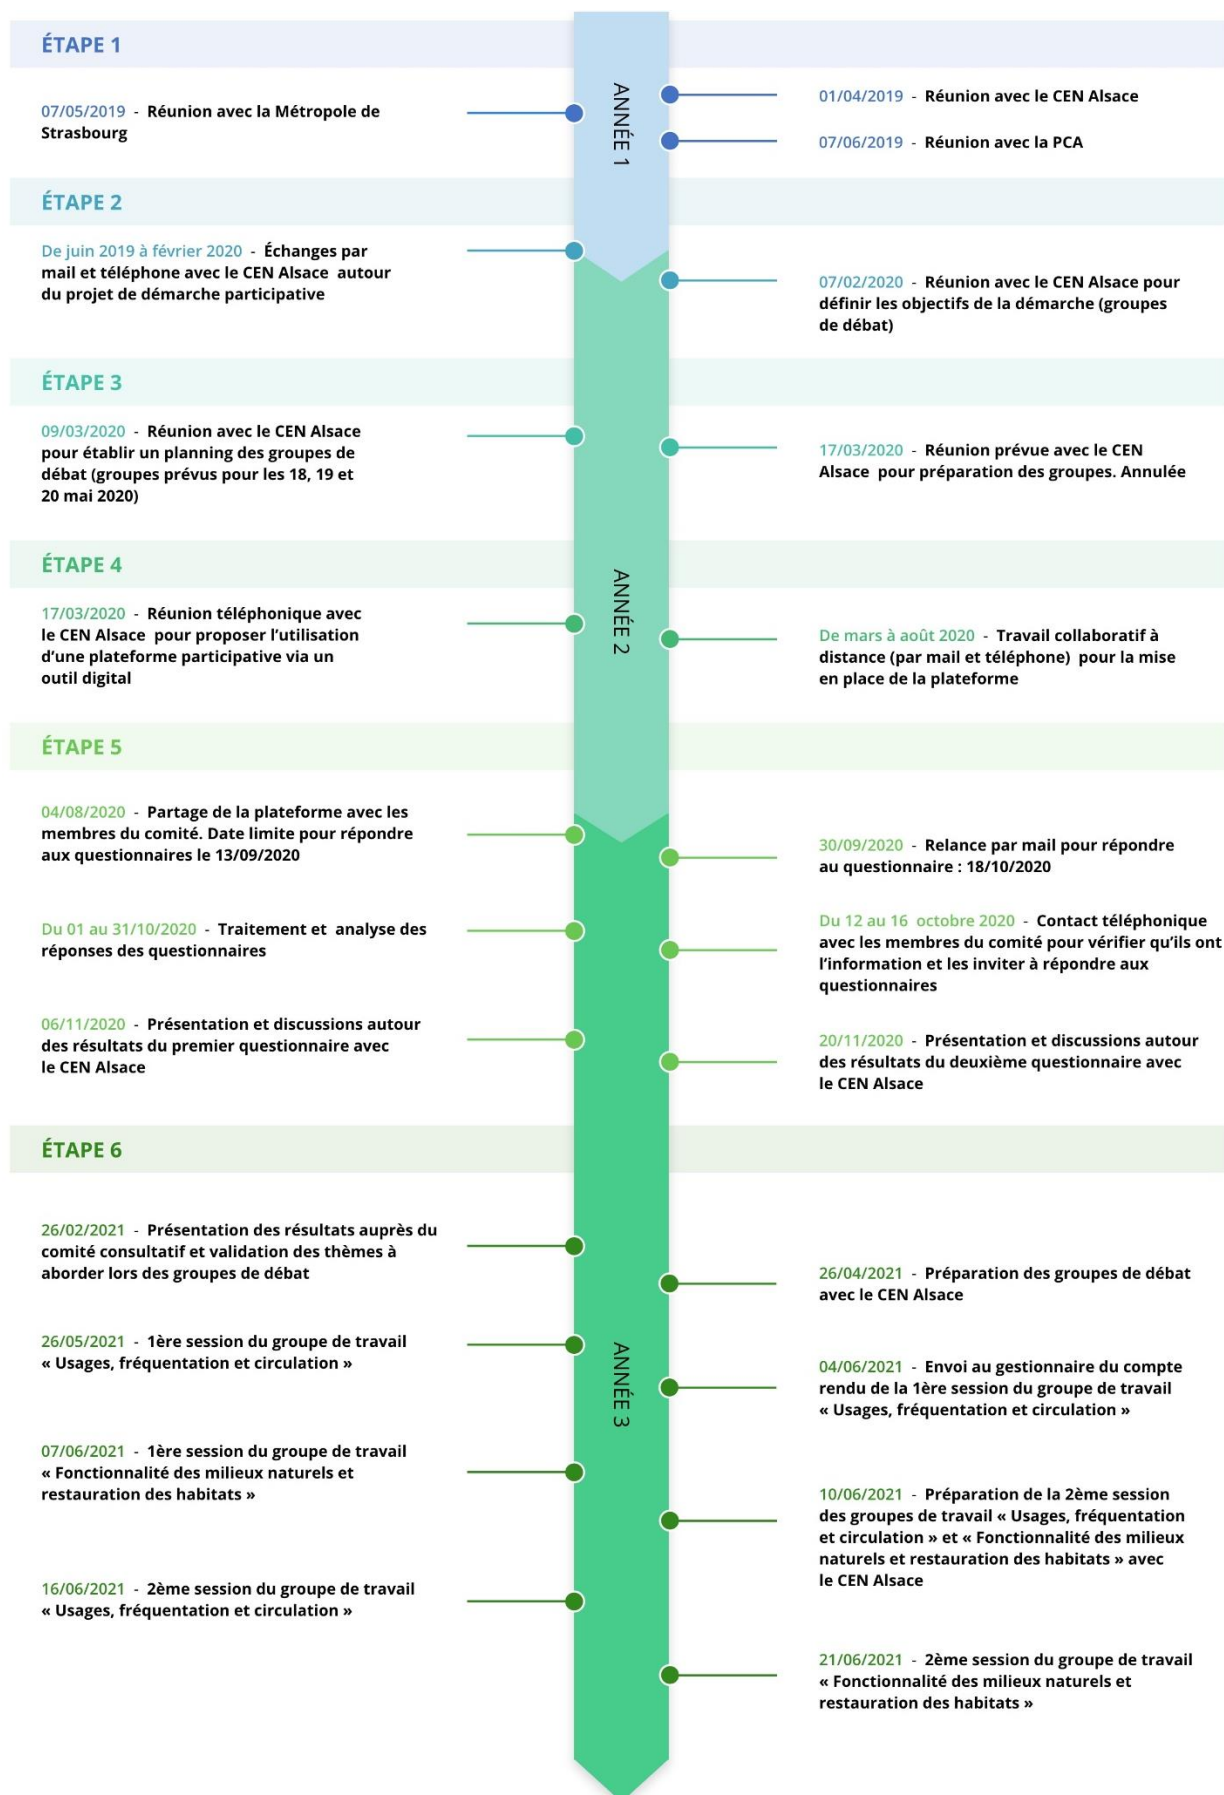 ÉTAPE 1
07/05/2019 - Réunion avec la Métropole de
Strasbourg
ANNÉE 1
01/04/2019 - Réunion avec le CEN Alsace
07/06/2019 - Réunion avec la PCA
ÉTAPE 2
De juin 2019 à février 2020 - Échanges par
mail et téléphone avec le CEN Alsace autour
du projet de démarche participative
07/02/2020 - Réunion avec le CEN Alsace pour
définir les objectifs de la démarche (groupes
de débat)
ÉTAPE 3
09/03/2020 - Réunion avec le CEN Alsace
pour établir un planning des groupes de
débat (groupes prévus pour les 18, 19 et
20 mai 2020)
17/03/2020 - Réunion prévue avec le CEN
Alsace pour préparation des groupes. Annulée
ÉTAPE 4
17/03/2020 - Réunion téléphonique avec
le CEN Alsace pour proposer l'utilisation
d'une plateforme participative via un
outil digital
ANNÉE 2
De mars à août 2020 - Travail collaboratif à
distance (par mail et téléphone) pour la mise
en place de la plateforme
ÉTAPE 5
04/08/2020 - Partage de la plateforme avec les
membres du comité. Date limite pour répondre
aux questionnaires le 13/09/2020
30/09/2020 - Relance par mail pour répondre
au questionnaire : 18/10/2020
Du 01 au 31/10/2020 - Traitement et analyse des
réponses des questionnaires
Du 12 au 16 octobre 2020 - Contact téléphonique
avec les membres du comité pour vérifier qu'ils ont
l'information et les inviter à répondre aux
questionnaires
06/11/2020 - Présentation et discussions autour
des résultats du premier questionnaire avec
le CEN Alsace
20/11/2020 - Présentation et discussions autour
des résultats du deuxième questionnaire avec
le CEN Alsace
ÉTAPE 6
26/02/2021 - Présentation des résultats auprès du
comité consultatif et validation des thèmes à
aborder lors des groupes de débat
26/04/2021 - Préparation des groupes de débat
avec le CEN Alsace
26/05/2021 - 1ère session du groupe de travail
« Usages, fréquentation et circulation »
ANNÉE 3
04/06/2021 - Envoi au gestionnaire du compte
rendu de la 1ère session du groupe de travail
« Usages, fréquentation et circulation »
07/06/2021 - 1ère session du groupe de travail
« Fonctionnalité des milieux naturels et
restauration des habitats »
10/06/2021 - Préparation de la 2ème session
des groupes de travail « Usages, fréquentation
et circulation » et « Fonctionnalité des milieux
naturels et restauration des habitats » avec
le CEN Alsace
16/06/2021 - 2ème session du groupe de travail
« Usages, fréquentation et circulation »
21/06/2021 - 2ème session du groupe de travail
« Fonctionnalité des milieux naturels et
restauration des habitats »